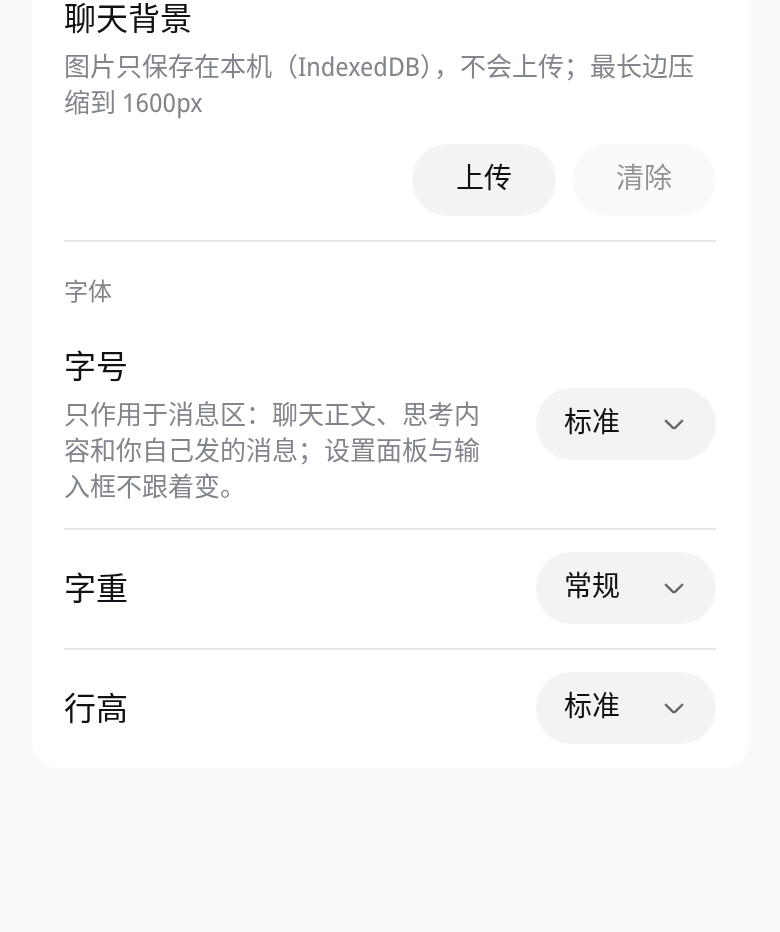 聊天背景
图片只保存在本机（IndexedDB），不会上传；最长边压
缩到 1600px
上传
清除
字体
字号
只作用于消息区：聊天正文、思考内
容和你自己发的消息；设置面板与输
入框不跟着变。
标准
字重
常规
行高
标准